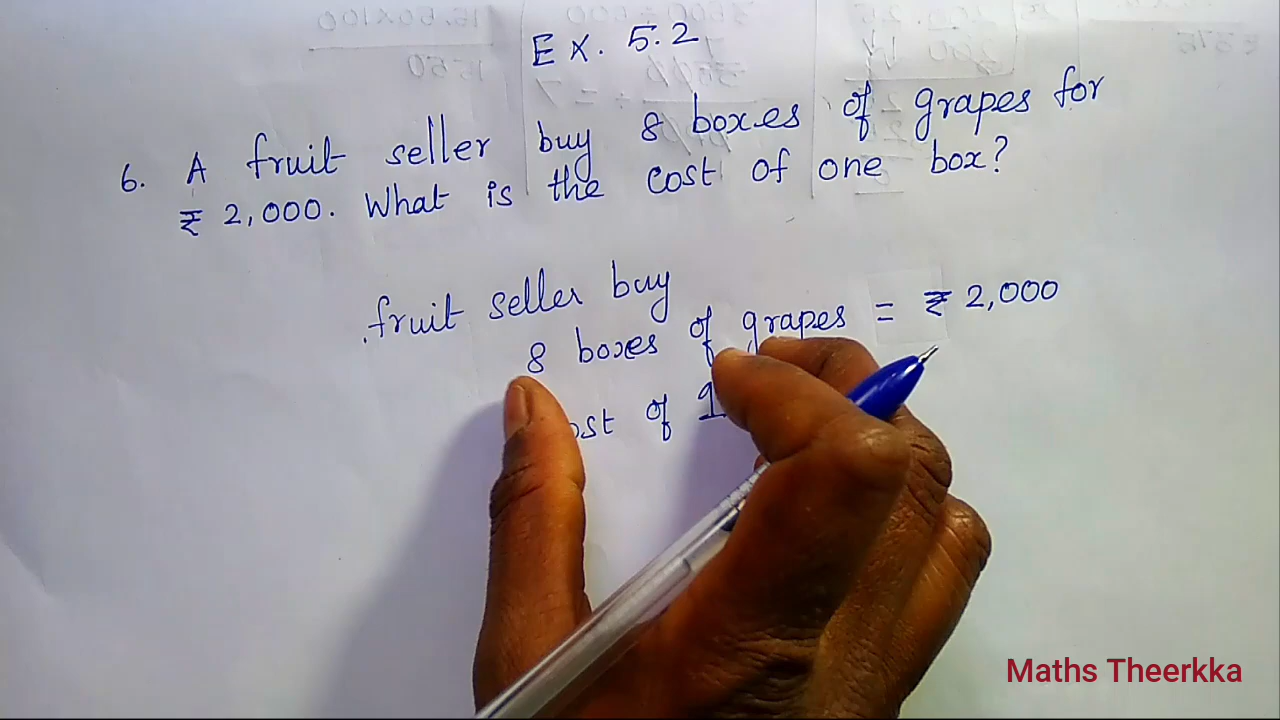 Ex. 5.2
6. A fruit seller buy 8 boxes of grapes for
₹ 2,000. What is the cost of one box?
fruit seller buy
8 boxes of grapes = ₹ 2,000
of 1
Maths Theerkka